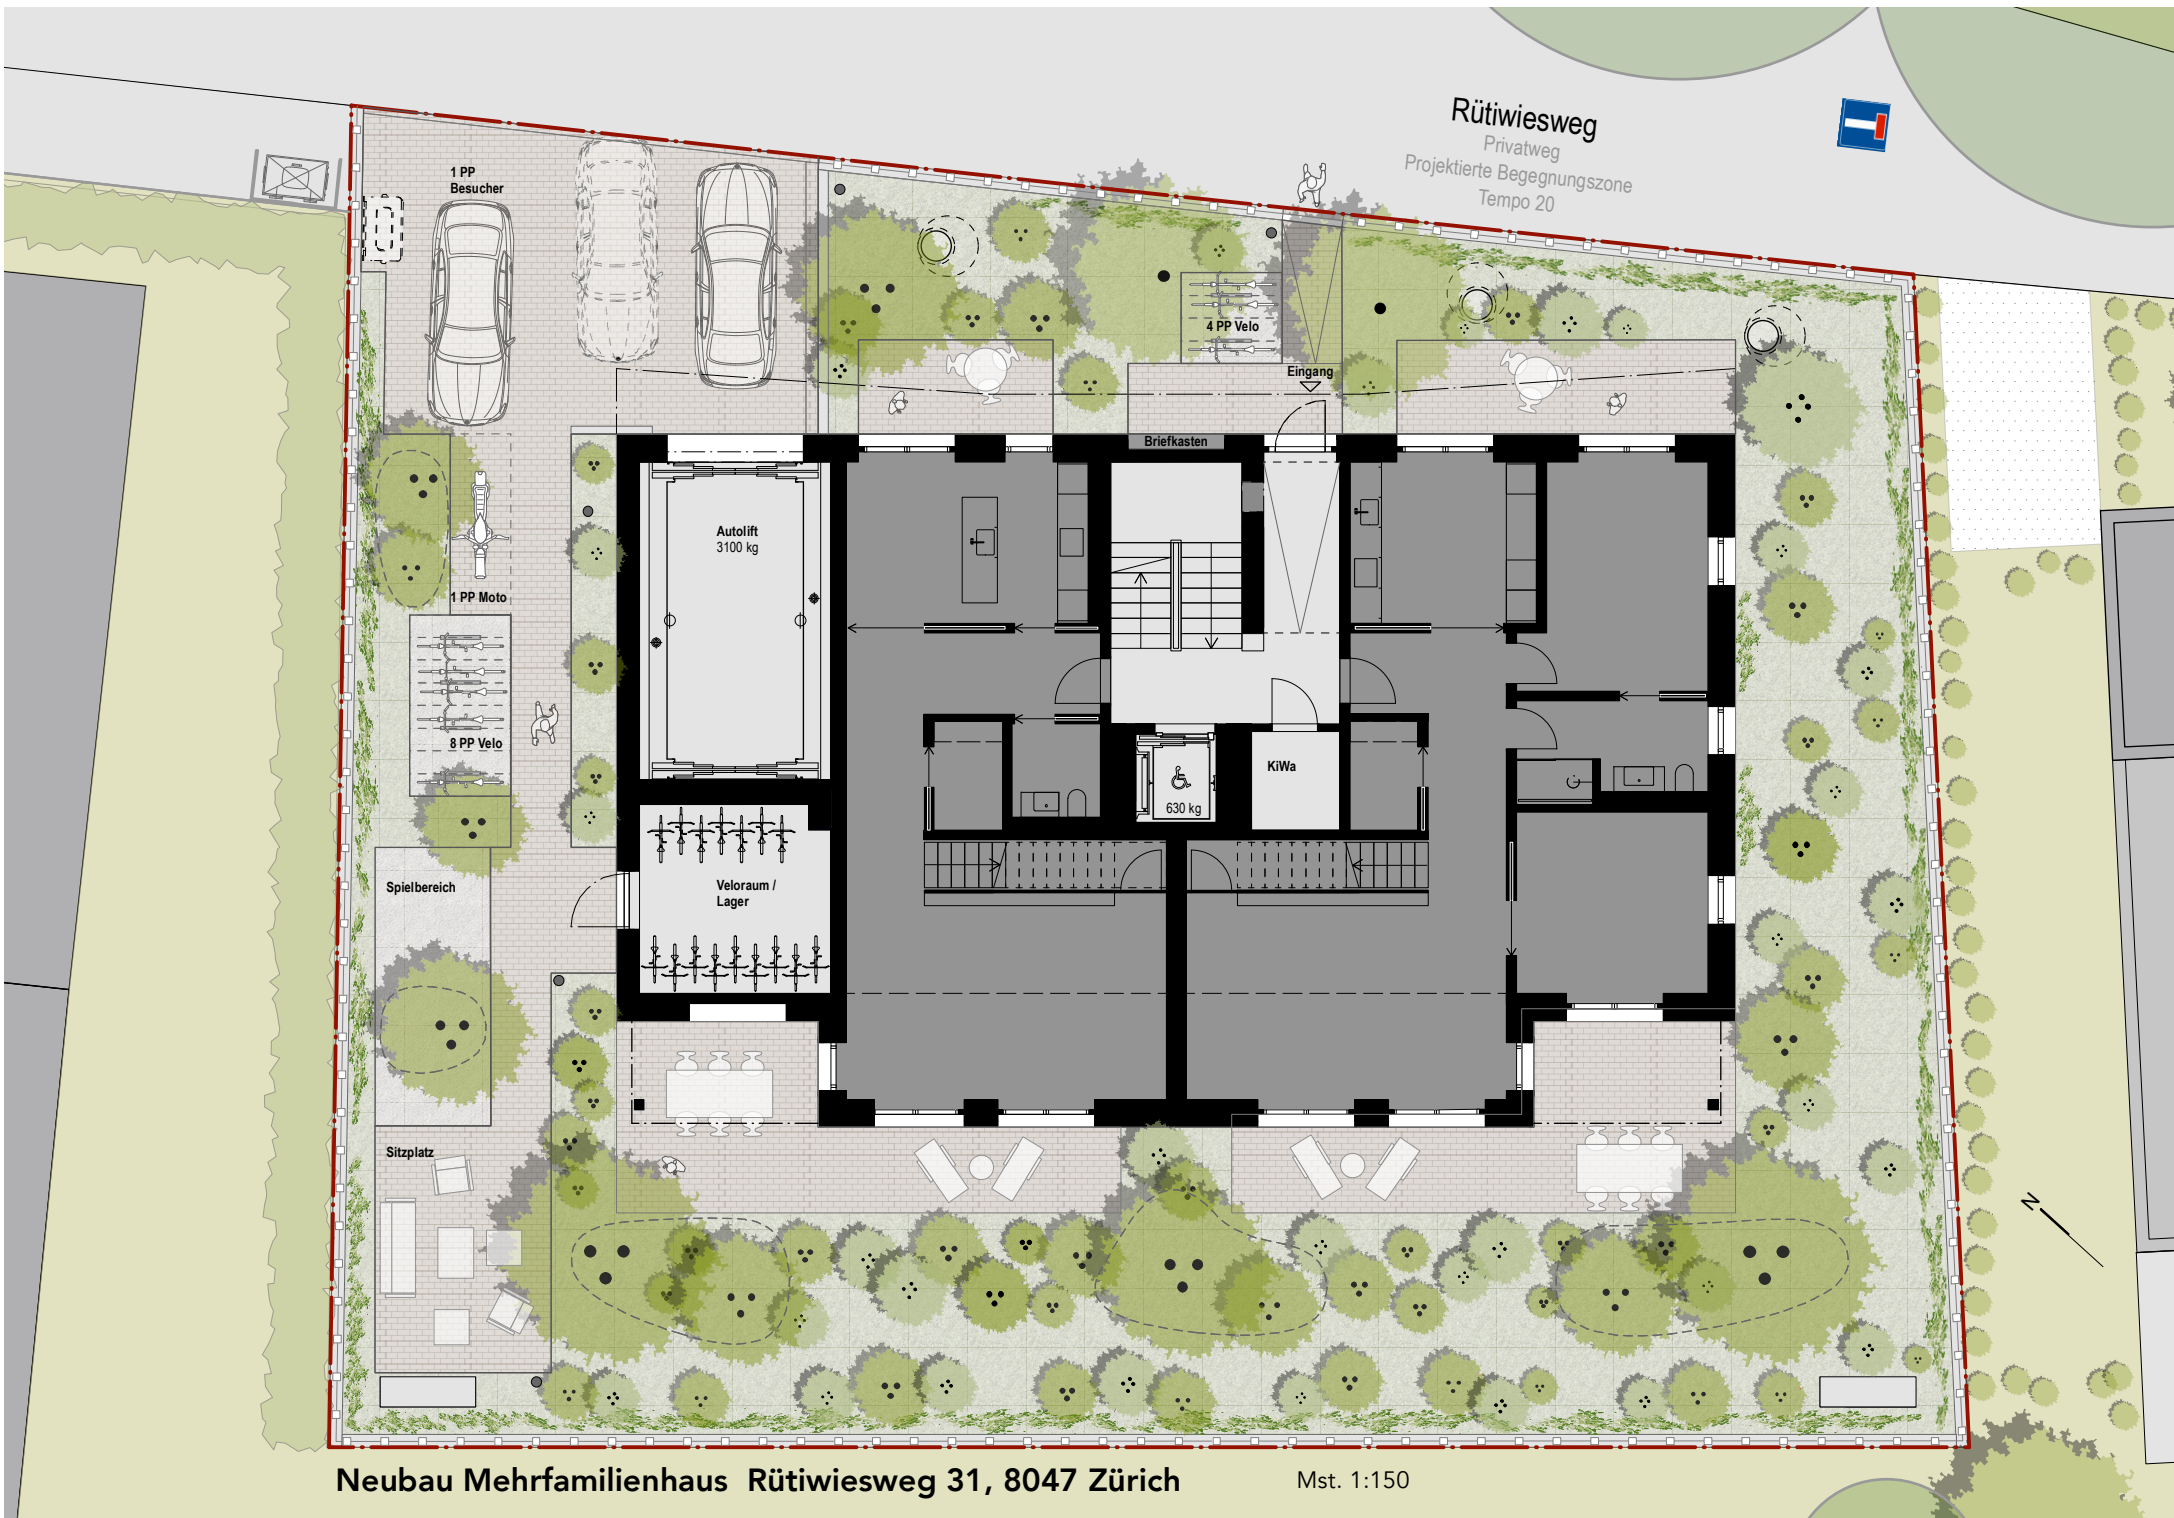 Rütiwiesweg
Privatweg
Projektierte Begegnungszone
Tempo 20
1 PP
Besucher
4 PP Velo
Eingang
Briefkasten
Autolift
3100 kg
1 PP Moto
8 PP Velo
KiWa
630 kg
Spielbereich
Veloraum /
Lager
Sitzplatz
N
Neubau Mehrfamilienhaus Rütiwiesweg 31, 8047 Zürich
Mst. 1:150